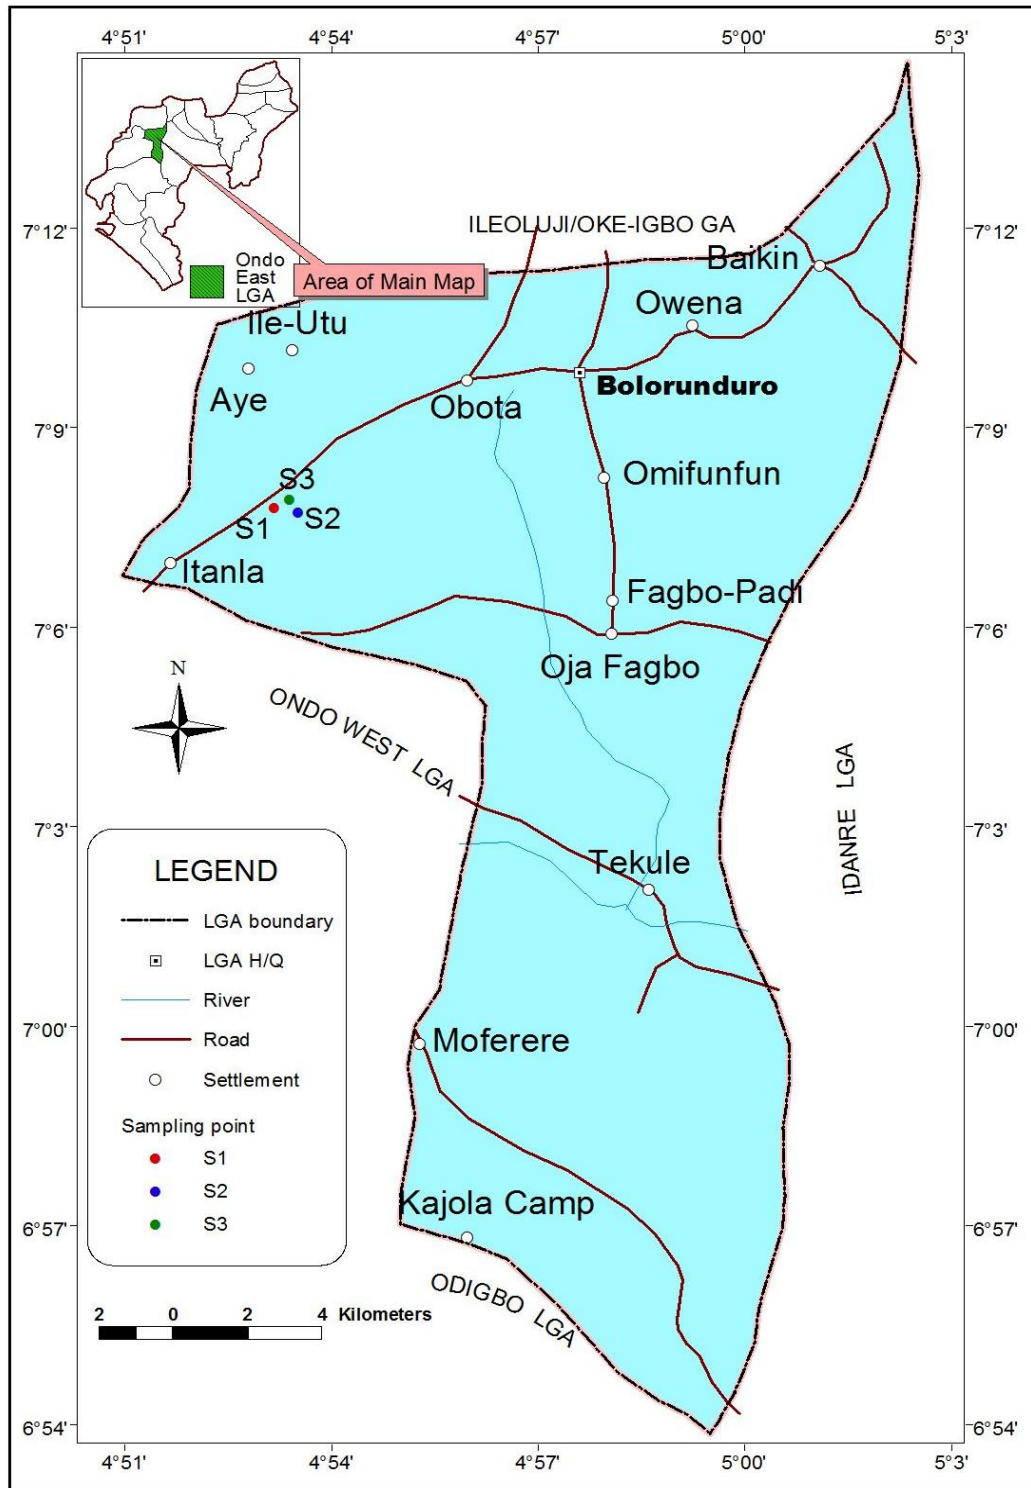 4°51' 4°54' 4°57' 5°00' 5°3'
ILEOLUJI/OKE-IGBO GA
7°12' 7°12'
Ondo
East
LGA
Area of Main Map
Baikin
Owena
Ile-Utu
Aye
Obota
Bolorunduro
7°9' 7°9'
Omifunfun
S3
S1 S2
Itanla
Fagbo-Padi
7°6' 7°6'
Oja Fagbo
N
ONDO WEST LGA
IDANRE LGA
7°3' 7°3'
Tekule
LEGEND
LGA boundary
LGA H/Q
River
Road
Settlement
Sampling point
S1
S2
S3
7°00' 7°00'
Moferere
Kajola Camp
6°57' 6°57'
ODIGBO LGA
2 0 2 4 Kilometers
6°54' 6°54'
4°51' 4°54' 4°57' 5°00' 5°3'